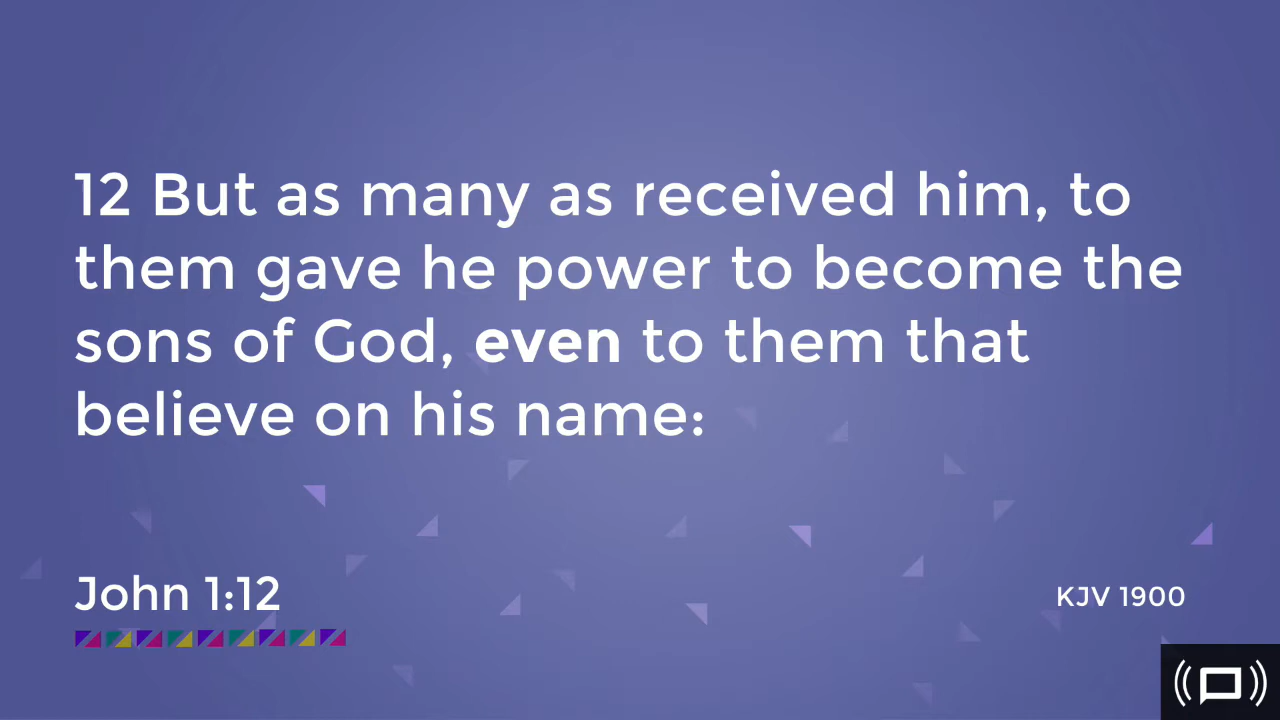 12 But as many as received him, to
them gave he power to become the
sons of God, even to them that
believe on his name:
John 1:12
KJV 1900